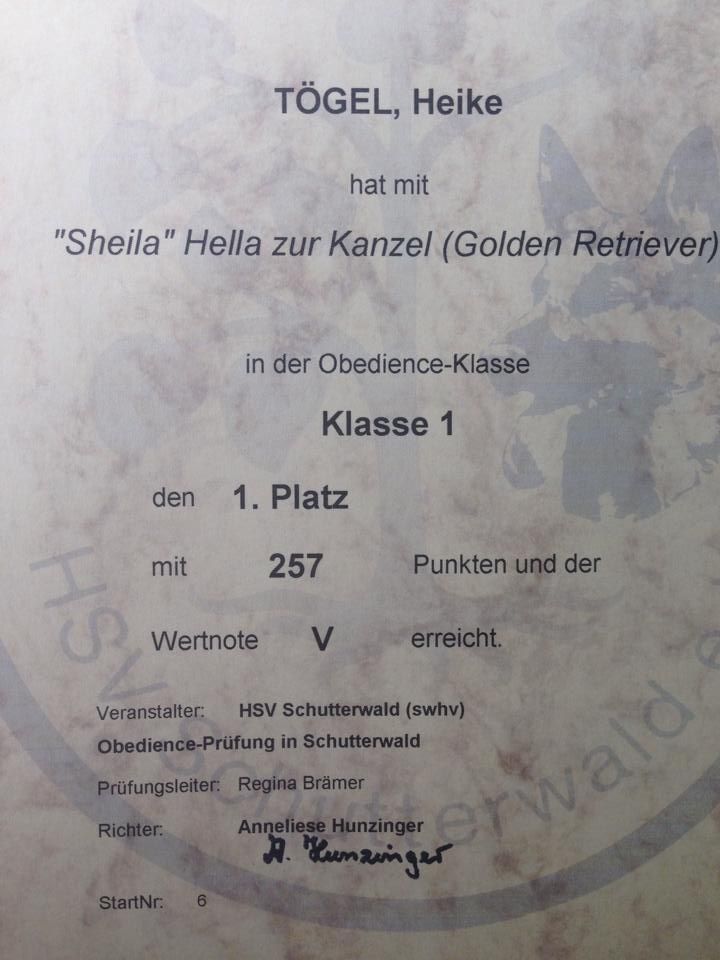 TÖGEL, Heike
hat mit
"Sheila" Hella zur Kanzel (Golden Retriever)
in der Obedience-Klasse
Klasse 1
den 1. Platz
mit 257 Punkten und der
Wertnote V erreicht.
Veranstalter: HSV Schutterwald (swhv)
Obedience-Prüfung in Schutterwald
Prüfungsleiter: Regina Brämer
Richter: Anneliese Hunzinger
A. Hunzinger
StartNr: 6
HSV Schutterwald e